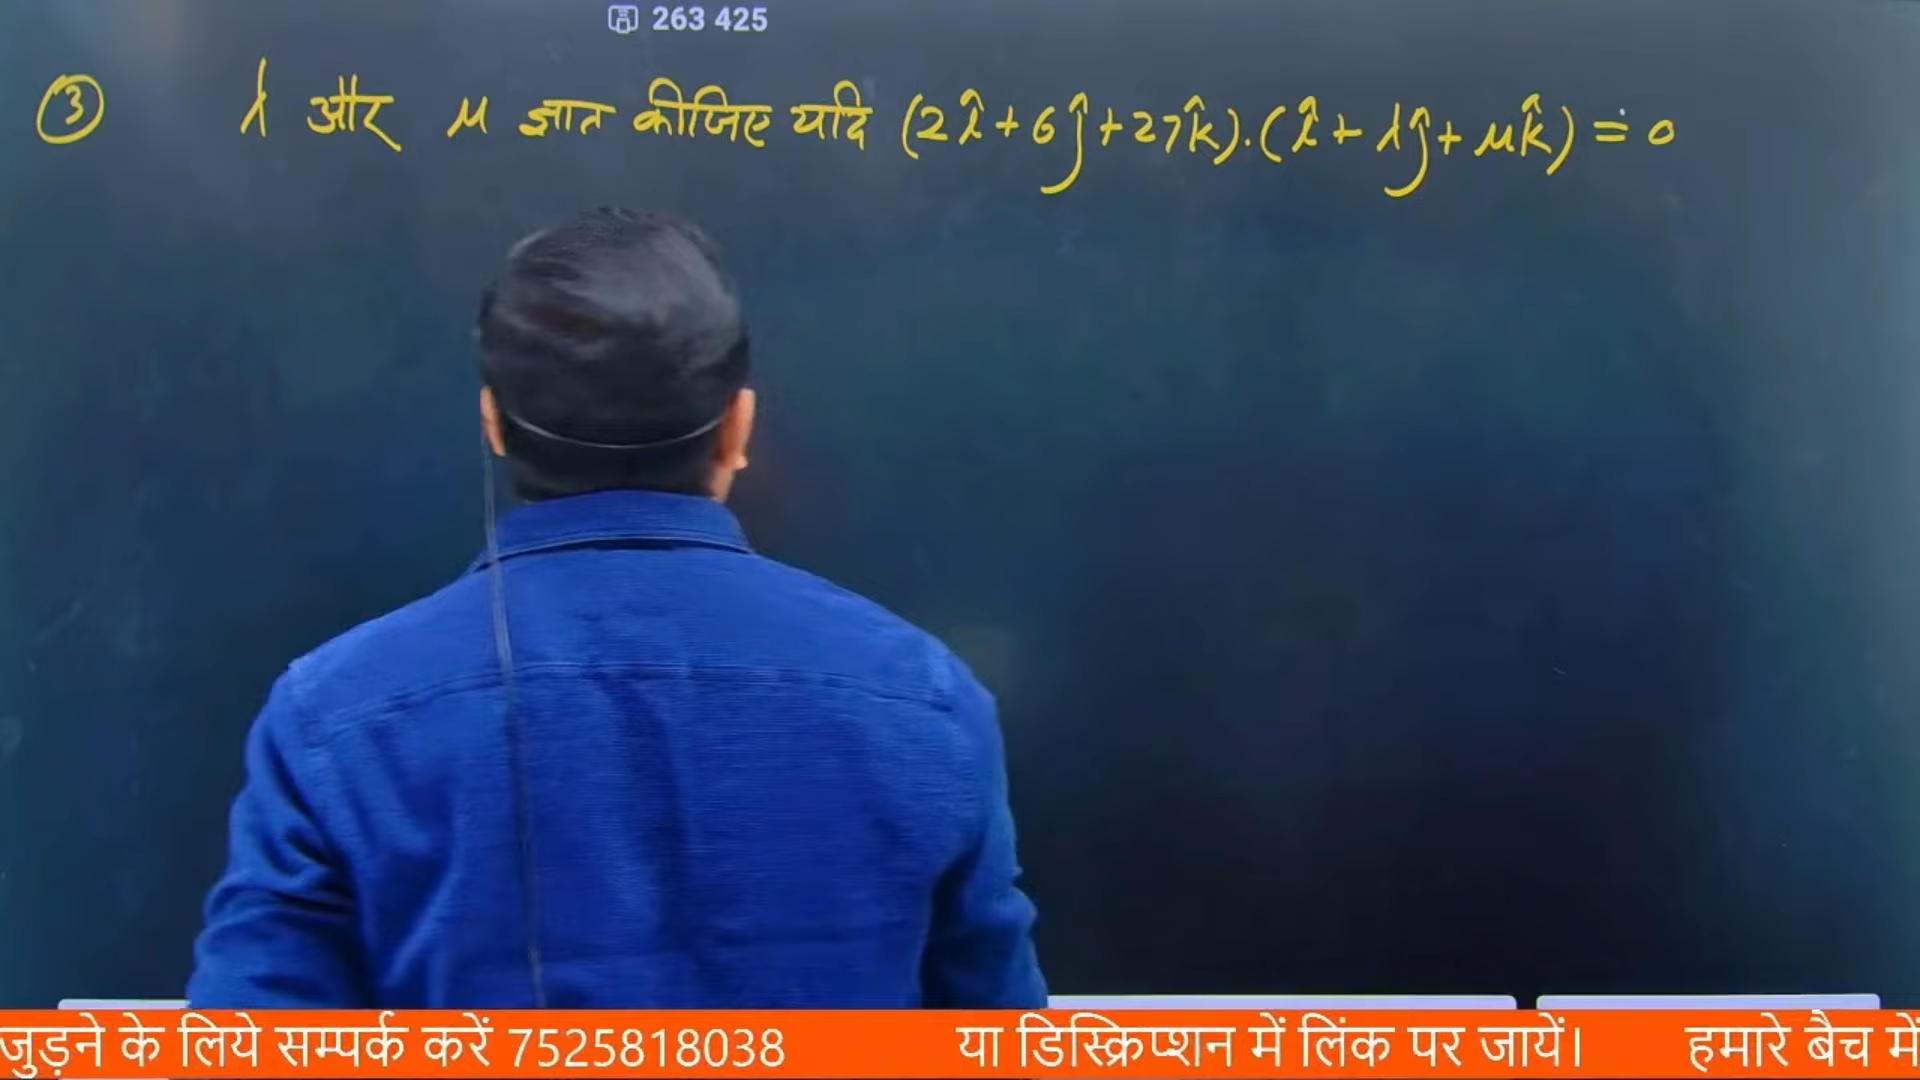 263 425
③ λ और μ ज्ञात कीजिए यदि (2î + 6ĵ + 27k̂).(î + λĵ + μk̂) = 0
जुड़ने के लिये सम्पर्क करें 7525818038 या डिस्क्रिप्शन में लिंक पर जायें। हमारे बैच में